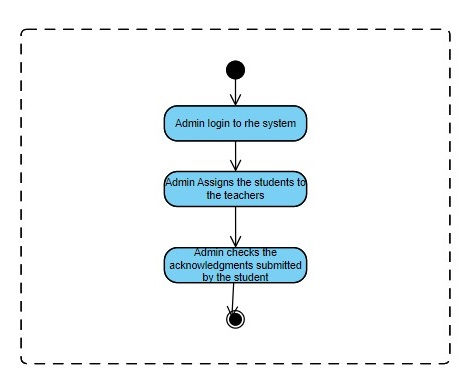 Admin login to rhe system
Admin Assigns the students to
the teachers
Admin checks the
acknowledgments submitted
by the student